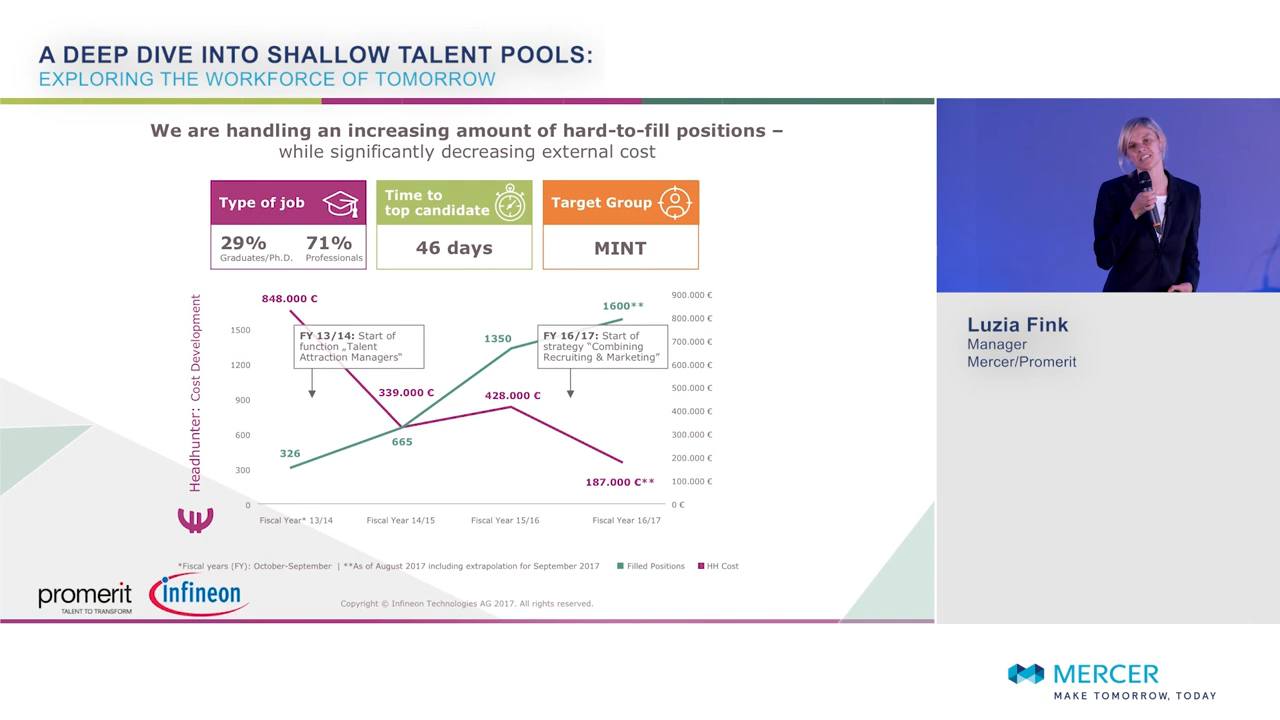 A DEEP DIVE INTO SHALLOW TALENT POOLS:
EXPLORING THE WORKFORCE OF TOMORROW
We are handling an increasing amount of hard-to-fill positions –
while significantly decreasing external cost
Type of job
29%
71%
Graduates/Ph.D.
Professionals
Time to
top candidate
46 days
Target Group
MINT
Headhunter: Cost Development
1500
1200
900
600
300
0
848.000 €
FY 13/14: Start of
function „Talent
Attraction Managers“
339.000 €
326
665
1350
428.000 €
1600**
FY 16/17: Start of
strategy “Combining
Recruiting & Marketing”
187.000 €**
900.000 €
800.000 €
700.000 €
600.000 €
500.000 €
400.000 €
300.000 €
200.000 €
100.000 €
0 €
Fiscal Year* 13/14
Fiscal Year 14/15
Fiscal Year 15/16
Fiscal Year 16/17
*Fiscal years (FY): October-September | **As of August 2017 including extrapolation for September 2017
Filled Positions
HH Cost
promerit
TALENT TO TRANSFORM
infineon
Copyright © Infineon Technologies AG 2017. All rights reserved.
Luzia Fink
Manager
Mercer/Promerit
MERCER
MAKE TOMORROW, TODAY